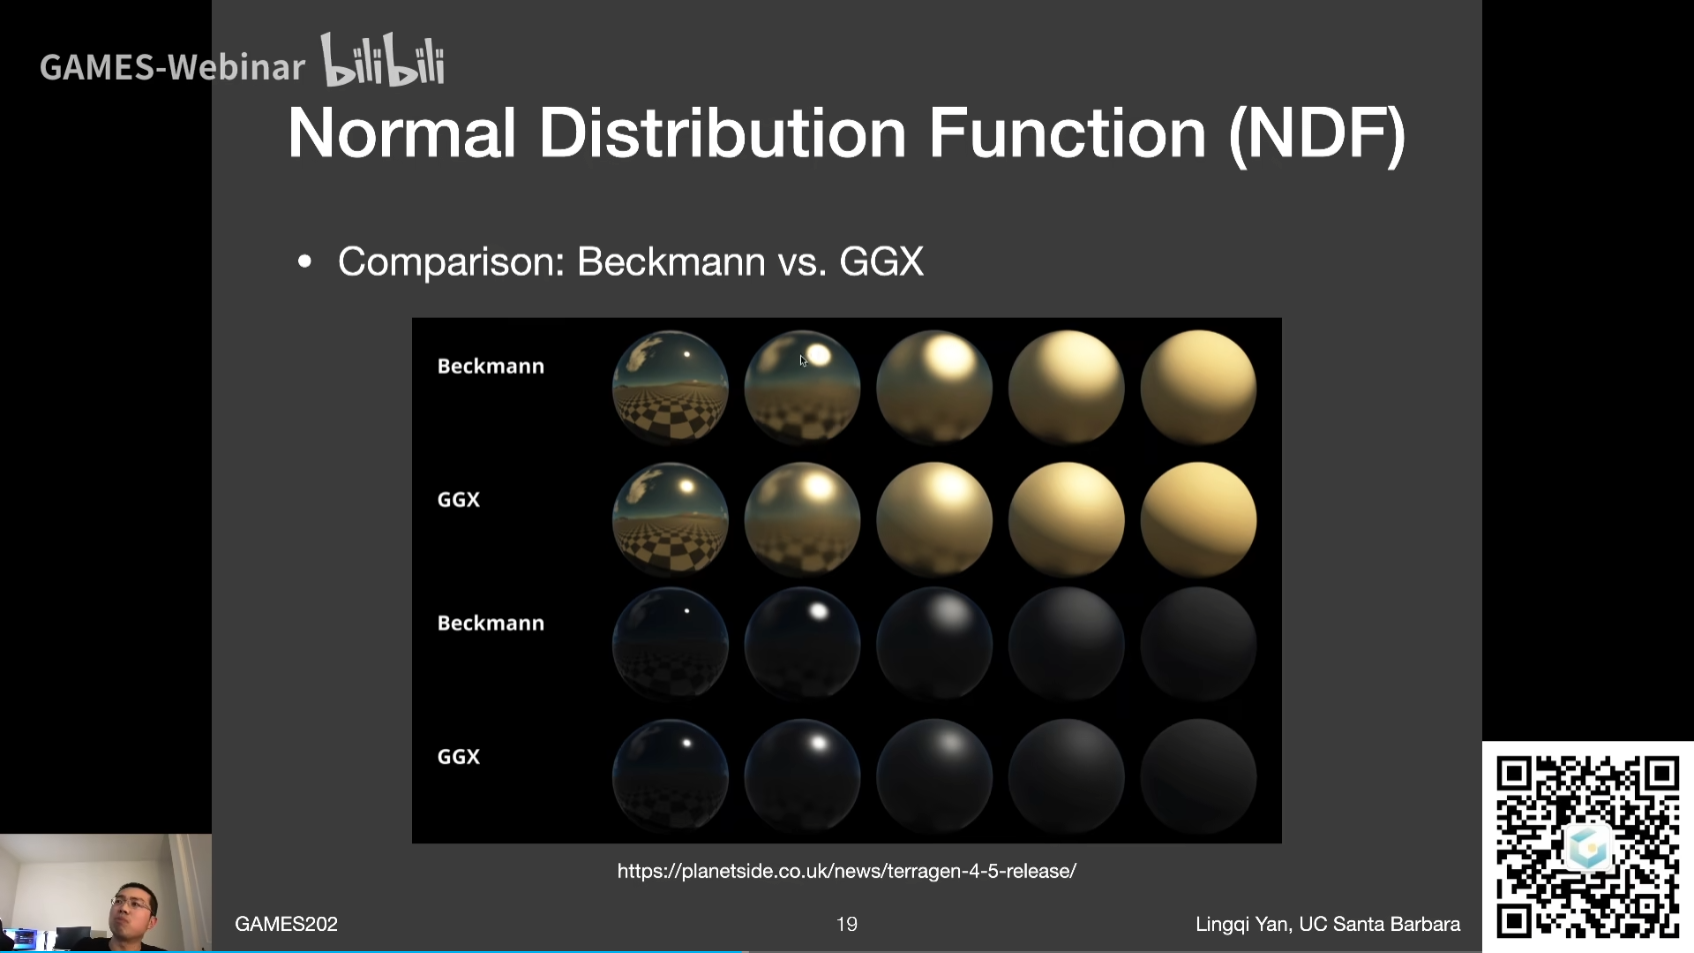 GAMES-Webinar bilibili
Normal Distribution Function (NDF)
• Comparison: Beckmann vs. GGX
Beckmann
GGX
Beckmann
GGX
https://planetside.co.uk/news/terragen-4-5-release/
GAMES202
19
Lingqi Yan, UC Santa Barbara